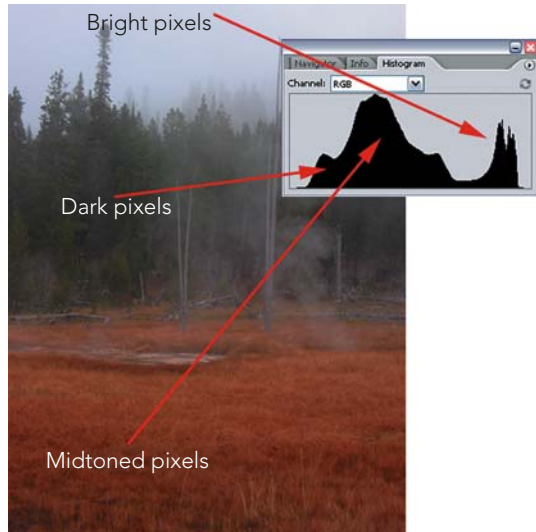 Bright pixels
Navigator Info Histogram
Channel: RGB
Dark pixels
Midtoned pixels